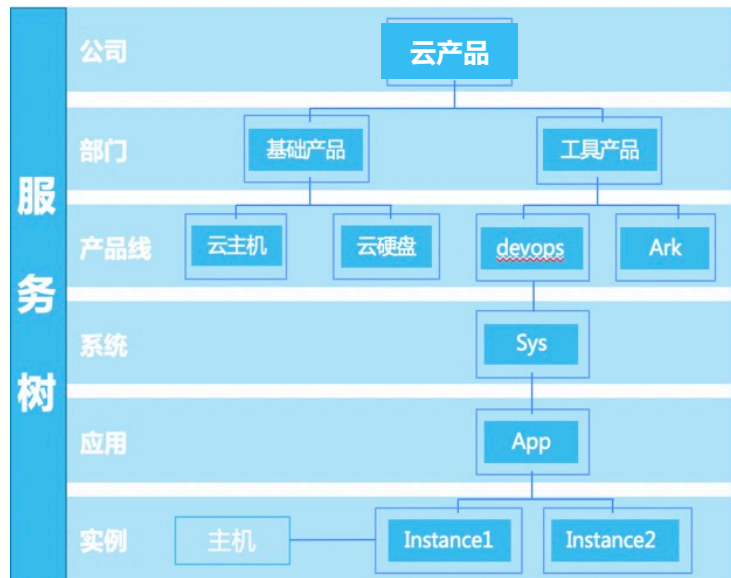 服务树
公司
云产品
部门
基础产品
工具产品
产品线
云主机
云硬盘
devops
Ark
系统
Sys
应用
App
实例
主机
Instance1
Instance2